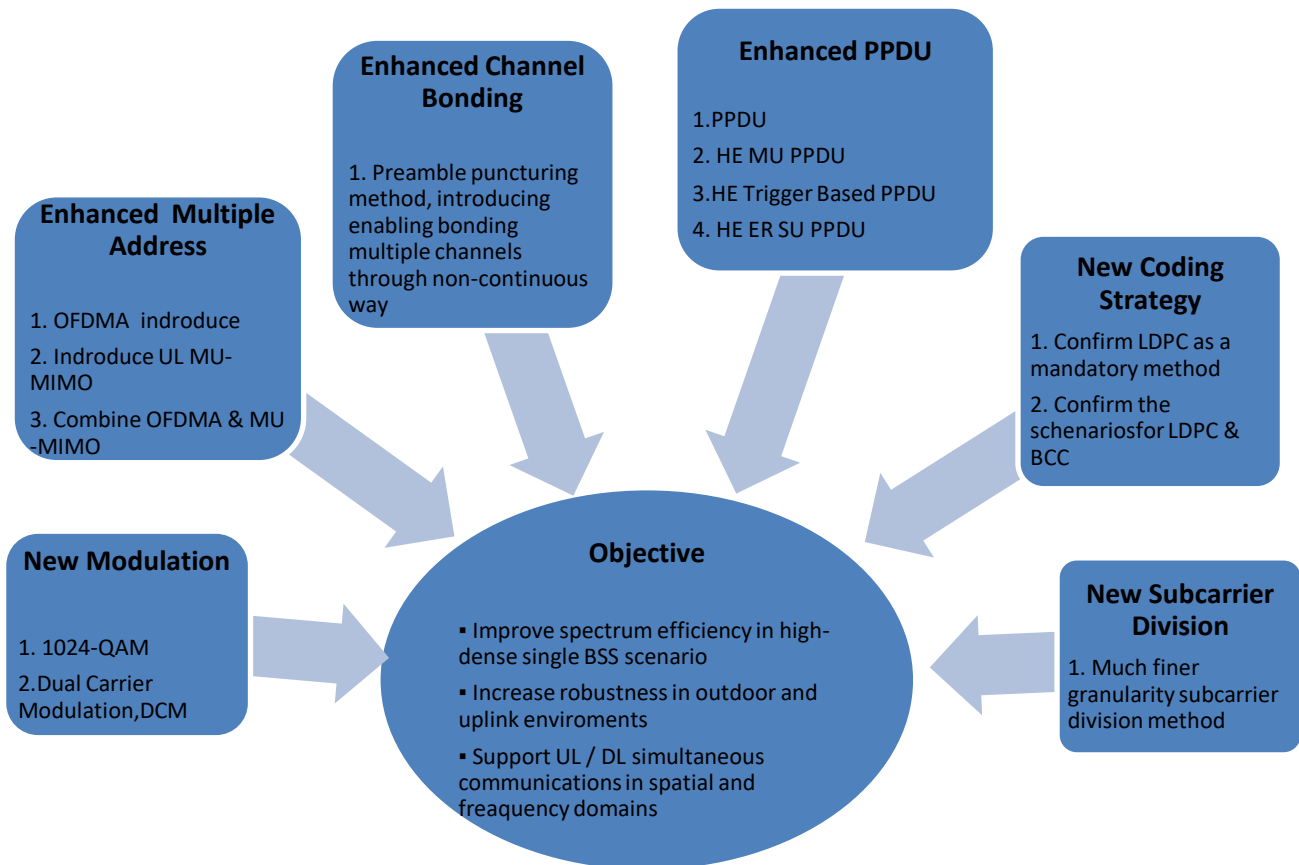 Enhanced PPDU
1.PPDU
2. HE MU PPDU
3.HE Trigger Based PPDU
4. HE ER SU PPDU
Enhanced Channel
Bonding
1. Preamble puncturing
method, introducing
enabling bonding
multiple channels
through non-continuous
way
Enhanced Multiple
Address
1. OFDMA indroduce
2. Indroduce UL MU-
MIMO
3. Combine OFDMA & MU
-MIMO
New Coding
Strategy
1. Confirm LDPC as a
mandatory method
2. Confirm the
schenariosfor LDPC &
BCC
New Modulation
1. 1024-QAM
2.Dual Carrier
Modulation,DCM
Objective
▪ Improve spectrum efficiency in high-
dense single BSS scenario
▪ Increase robustness in outdoor and
uplink enviroments
▪ Support UL / DL simultaneous
communications in spatial and
freaquency domains
New Subcarrier
Division
1. Much finer
granularity subcarrier
division method